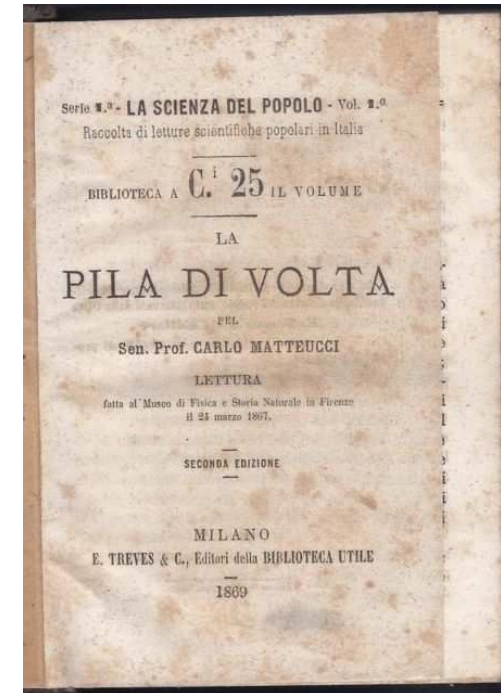 Serie 1.ª - LA SCIENZA DEL POPOLO - Vol. 1.º
Raccolta di letture scientifiche popolari in Italia
BIBLIOTECA A C.i 25 IL VOLUME
LA
PILA DI VOLTA
PEL
Sen. Prof. CARLO MATTEUCCI
LETTURA
fatta al Museo di Fisica e Storia Naturale in Firenze
il 24 marzo 1867.
SECONDA EDIZIONE
MILANO
E. TREVES & C., Editori della BIBLIOTECA UTILE
1869